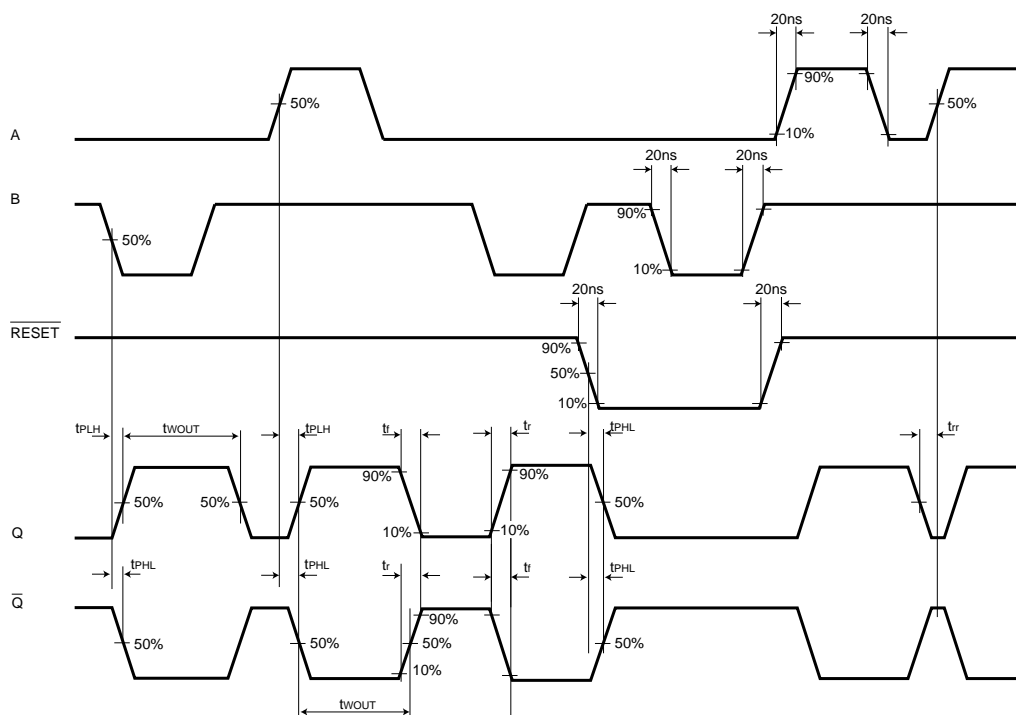 20ns 20ns
90%
50% 50%
A 10%
20ns 20ns
B
90%
50%
10%
20ns 20ns
RESET
90%
50%
10%
tPLH tWOUT tPLH tf tr tPHL trr
90% 90%
50% 50% 50% 50%
Q 10% 10%
tPHL tPHL tr tf tPHL
Q
90%
50% 50% 50% 50%
10%
tWOUT